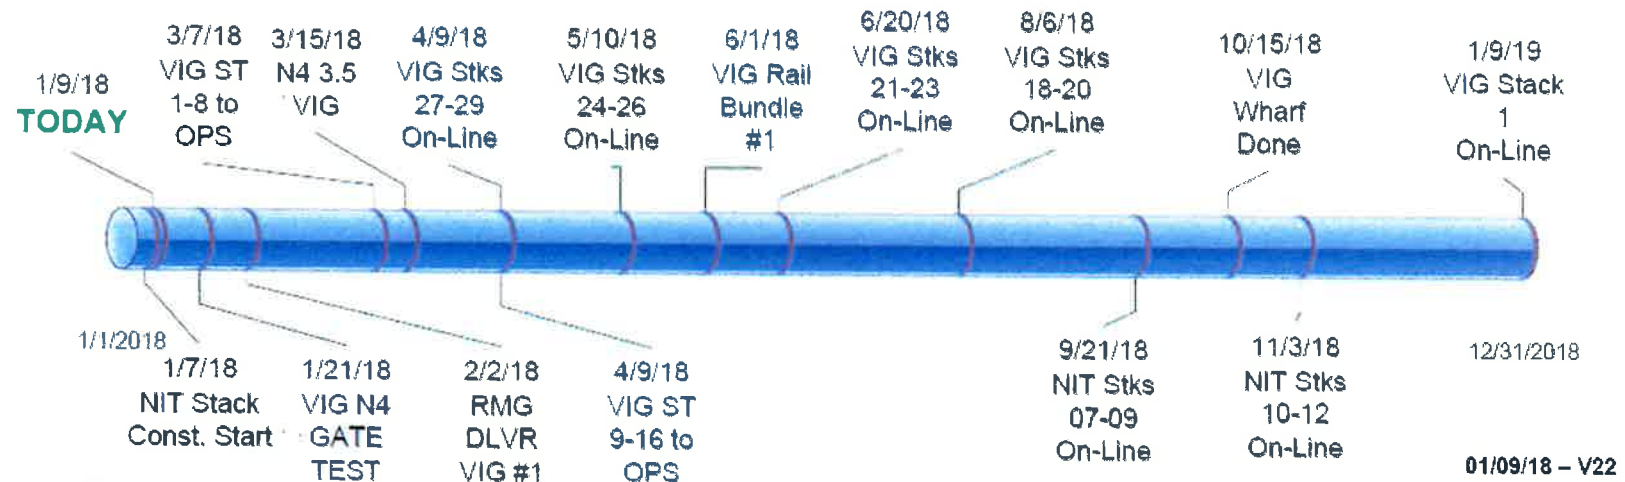 1/9/18
TODAY
3/7/18
VIG ST
1-8 to
OPS
3/15/18
N4 3.5
VIG
4/9/18
VIG Stks
27-29
On-Line
5/10/18
VIG Stks
24-26
On-Line
6/1/18
VIG Rail
Bundle
#1
6/20/18
VIG Stks
21-23
On-Line
8/6/18
VIG Stks
18-20
On-Line
10/15/18
VIG
Wharf
Done
1/9/19
VIG Stack
1
On-Line
1/1/2018
1/7/18
NIT Stack
Const. Start
1/21/18
VIG N4
GATE
TEST
2/2/18
RMG
DLVR
VIG #1
4/9/18
VIG ST
9-16 to
OPS
9/21/18
NIT Stks
07-09
On-Line
11/3/18
NIT Stks
10-12
On-Line
12/31/2018
01/09/18 – V22